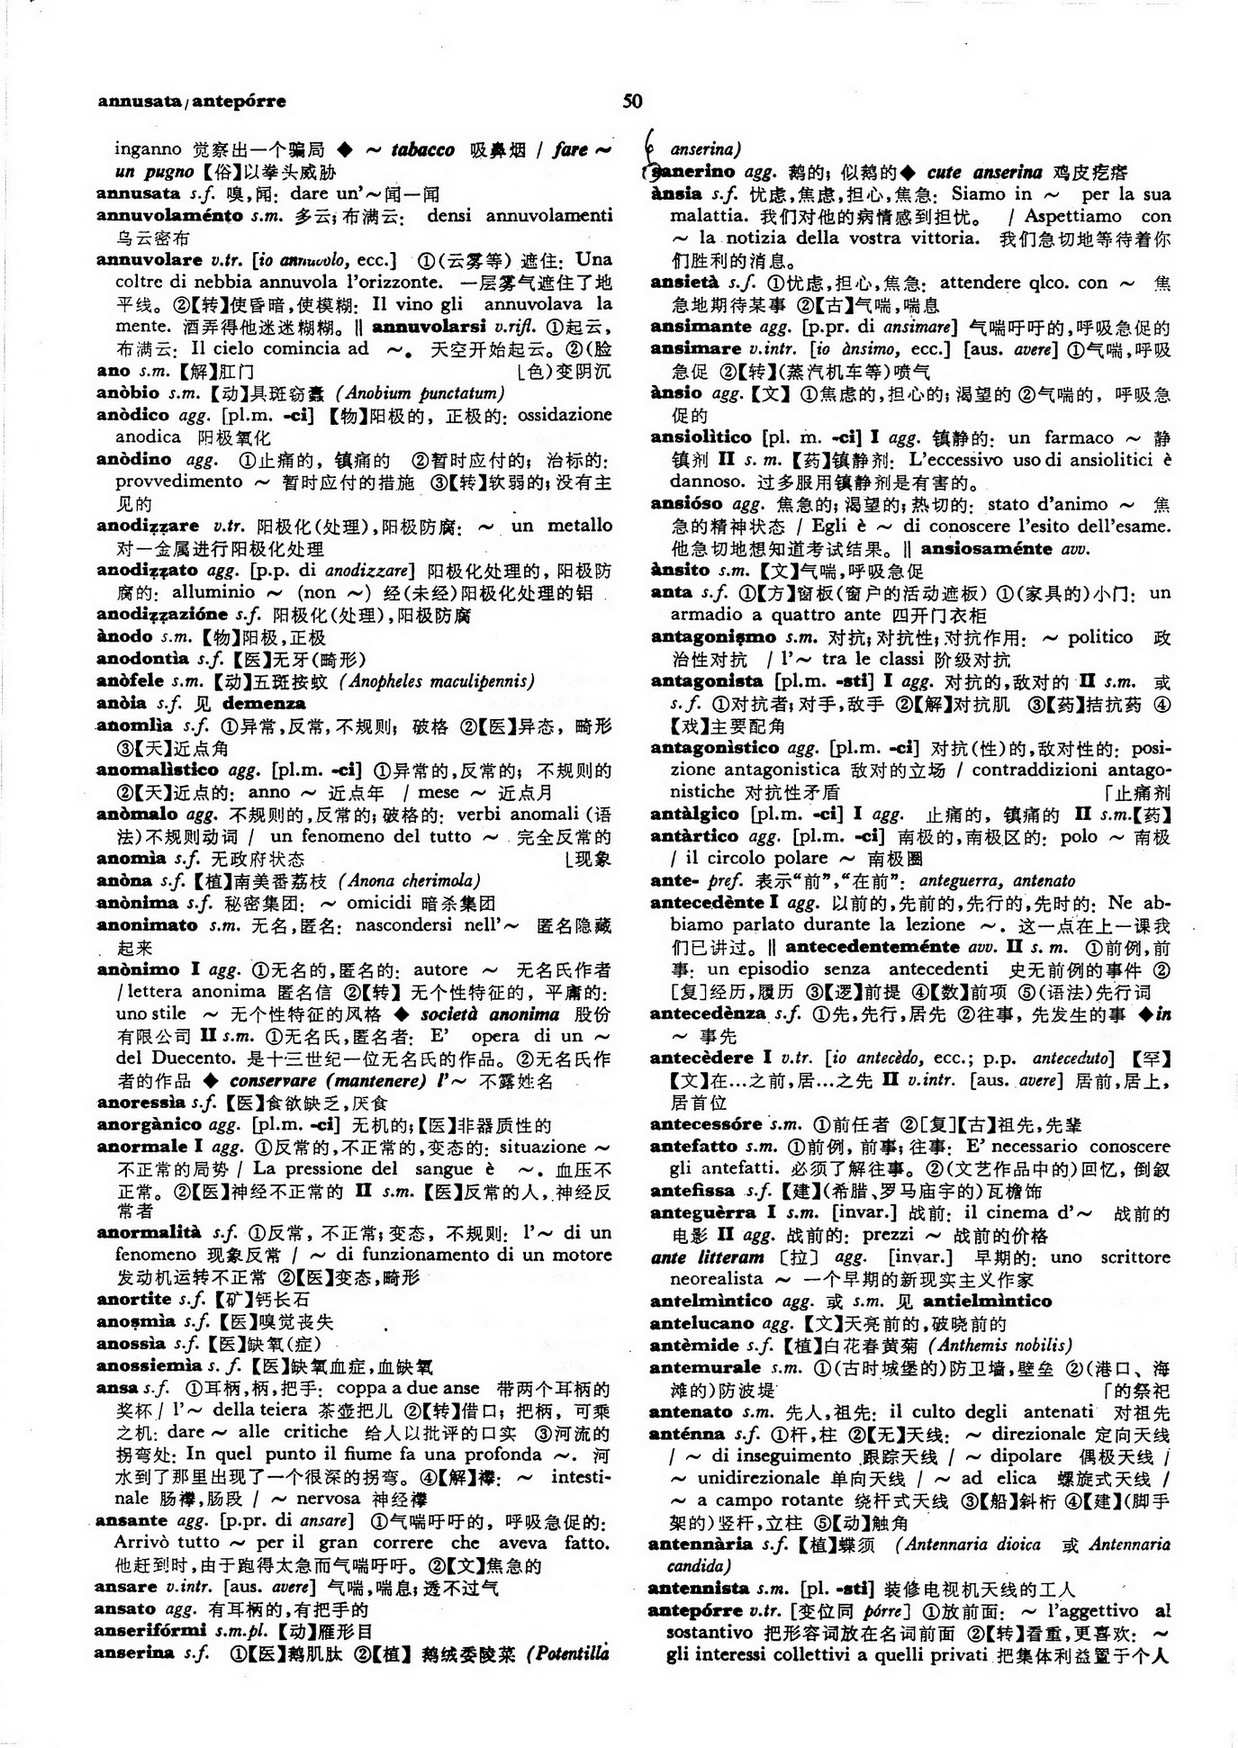 annusata/antepórre
50
inganno 觉察出一个骗局 ◆ ~ tabacco 吸鼻烟 / fare ~
un pugno 【俗】以拳头威胁
annusata s.f. 嗅,闻: dare un'~闻一闻
annuvolaménto s.m. 多云;布满云: densi annuvolamenti
乌云密布
annuvolare v.tr. [io annuvolo, ecc.] ①(云雾等) 遮住: Una
coltre di nebbia annuvola l'orizzonte. 一层雾气遮住了地
平线。②【转】使昏暗,使模糊: Il vino gli annuvolava la
mente. 酒弄得他迷迷糊糊。‖ annuvolarsi v.rifl. ①起云,
布满云: Il cielo comincia ad ~。 天空开始起云。②(脸
ano s.m. 【解】肛门 ⌊色)变阴沉
anòbio s.m. 【动】具斑窃蠹 (Anobium punctatum)
anòdico agg. [pl.m. -ci] 【物】阳极的, 正极的: ossidazione
anodica 阳极氧化
anòdino agg. ①止痛的, 镇痛的 ②暂时应付的; 治标的:
provvedimento ~ 暂时应付的措施 ③【转】软弱的;没有主
见的
anodiẓẓare v.tr. 阳极化(处理),阳极防腐: ~ un metallo
对一金属进行阳极化处理
anodiẓẓato agg. [p.p. di anodizzare] 阳极化处理的, 阳极防
腐的: alluminio ~ (non ~) 经(未经)阳极化处理的铝
anodiẓẓazióne s.f. 阳极化(处理),阳极防腐
ànodo s.m. 【物】阳极,正极
anodontìa s.f. 【医】无牙(畸形)
anòfele s.m. 【动】五斑按蚊 (Anopheles maculipennis)
anòia s.f. 见 demenza
anomlìa s.f. ①异常,反常,不规则; 破格 ②【医】异态, 畸形
③【天】近点角
anomalìstico agg. [pl.m. -ci] ①异常的,反常的; 不规则的
②【天】近点的: anno ~ 近点年 / mese ~ 近点月
anòmalo agg. 不规则的,反常的;破格的: verbi anomali (语
法)不规则动词 / un fenomeno del tutto ~ 完全反常的
anomìa s.f. 无政府状态 ⌊现象
anòna s.f. 【植】南美番荔枝 (Anona cherimola)
anònima s.f. 秘密集团: ~ omicidi 暗杀集团
anonimato s.m. 无名,匿名: nascondersi nell'~ 匿名隐藏
起来
anònimo I agg. ①无名的,匿名的: autore ~ 无名氏作者
/lettera anonima 匿名信 ②【转】 无个性特征的, 平庸的:
uno stile ~ 无个性特征的风格 ◆ società anonima 股份
有限公司 II s.m. ①无名氏,匿名者: E' opera di un ~
del Duecento. 是十三世纪一位无名氏的作品。②无名氏作
者的作品 ◆ conservare (mantenere) l'~ 不露姓名
anoressìa s.f. 【医】食欲缺乏,厌食
anorgànico agg. [pl.m. -ci] 无机的;【医】非器质性的
anormale I agg. ①反常的,不正常的,变态的: situazione ~
不正常的局势 / La pressione del sangue è ~. 血压不
正常。②【医】神经不正常的 II s.m. 【医】反常的人,神经反
常者
anormalità s.f. ①反常, 不正常;变态, 不规则: l'~ di un
fenomeno 现象反常 / ~ di funzionamento di un motore
发动机运转不正常 ②【医】变态,畸形
anortite s.f. 【矿】钙长石
anoṣmìa s.f. 【医】嗅觉丧失
anossìa s.f. 【医】缺氧(症)
anossiemìa s. f. 【医】缺氧血症,血缺氧
ansa s.f. ①耳柄,柄,把手: coppa a due anse 带两个耳柄的
奖杯 / l'~ della teiera 茶壶把儿 ②【转】借口; 把柄, 可乘
之机: dare ~ alle critiche 给人以批评的口实 ③河流的
拐弯处: In quel punto il fiume fa una profonda ~. 河
水到了那里出现了一个很深的拐弯。④【解】襻: ~ intesti-
nale 肠襻,肠段 / ~ nervosa 神经襻
ansante agg. [p.pr. di ansare] ①气喘吁吁的, 呼吸急促的:
Arrivò tutto ~ per il gran correre che aveva fatto.
他赶到时,由于跑得太急而气喘吁吁。②【文】焦急的
ansare v.intr. [aus. avere] 气喘,喘息;透不过气
ansato agg. 有耳柄的,有把手的
anserifórmi s.m.pl. 【动】雁形目
anserina s.f. ①【医】鹅肌肽 ②【植】 鹅绒委陵菜 (Potentilla
anserina)
sanerino agg. 鹅的; 似鹅的◆ cute anserina 鸡皮疙瘩
ànsia s.f. 忧虑,焦虑,担心,焦急: Siamo in ~ per la sua
malattia. 我们对他的病情感到担忧。 / Aspettiamo con
~ la notizia della vostra vittoria. 我们急切地等待着你
们胜利的消息。
ansietà s.f. ①忧虑,担心,焦急: attendere qlco. con ~ 焦
急地期待某事 ②【古】气喘,喘息
ansimante agg. [p.pr. di ansimare] 气喘吁吁的,呼吸急促的
ansimare v.intr. [io ànsimo, ecc.] [aus. avere] ①气喘,呼吸
急促 ②【转】(蒸汽机车等)喷气
ànsio agg.【文】 ①焦虑的,担心的;渴望的 ②气喘的, 呼吸急
促的
ansiolìtico [pl. m. -ci] I agg. 镇静的: un farmaco ~ 静
镇剂 II s. m. 【药】镇静剂: L'eccessivo uso di ansiolitici è
dannoso. 过多服用镇静剂是有害的。
ansióso agg. 焦急的;渴望的;热切的: stato d'animo ~ 焦
急的精神状态 / Egli è ~ di conoscere l'esito dell'esame.
他急切地想知道考试结果。‖ ansiosaménte avv.
ànsito s.m. 【文】气喘,呼吸急促
anta s.f. ①【方】窗板(窗户的活动遮板) ①(家具的)小门: un
armadio a quattro ante 四开门衣柜
antagoniṣmo s.m. 对抗;对抗性;对抗作用: ~ politico 政
治性对抗 / l'~ tra le classi 阶级对抗
antagonista [pl.m. -sti] I agg. 对抗的,敌对的 II s.m. 或
s.f. ①对抗者;对手,敌手 ②【解】对抗肌 ③【药】拮抗药 ④
【戏】主要配角
antagonìstico agg. [pl.m. -ci] 对抗(性)的,敌对性的: posi-
zione antagonistica 敌对的立场 / contraddizioni antago-
nistiche 对抗性矛盾 ⌈止痛剂
antàlgico [pl.m. -ci] I agg. 止痛的, 镇痛的 II s.m.【药】
antàrtico agg. [pl.m. -ci] 南极的,南极区的: polo ~ 南极
/ il circolo polare ~ 南极圈
ante- pref. 表示“前”,“在前”: anteguerra, antenato
antecedènte I agg. 以前的,先前的,先行的,先时的: Ne ab-
biamo parlato durante la lezione ~. 这一点在上一课我
们已讲过。‖ antecedenteménte avv. II s. m. ①前例,前
事: un episodio senza antecedenti 史无前例的事件 ②
[复]经历,履历 ③【逻】前提 ④【数】前项 ⑤(语法)先行词
antecedènza s.f. ①先,先行,居先 ②往事, 先发生的事 ◆in
~ 事先
antecèdere I v.tr. [io antecèdo, ecc.; p.p. anteceduto] 【罕】
【文】在…之前,居…之先 II v.intr. [aus. avere] 居前,居上,
居首位
antecessóre s.m. ①前任者 ②[复]【古】祖先,先辈
antefatto s.m. ①前例, 前事;往事: E' necessario conoscere
gli antefatti. 必须了解往事。②(文艺作品中的)回忆, 倒叙
antefissa s.f. 【建】(希腊、罗马庙宇的)瓦檐饰
anteguèrra I s.m. [invar.] 战前: il cinema d'~ 战前的
电影 II agg. 战前的: prezzi ~ 战前的价格
ante litteram 〔拉〕 agg. [invar.] 早期的: uno scrittore
neorealista ~ 一个早期的新现实主义作家
antelmìntico agg. 或 s.m. 见 antielmìntico
antelucano agg. 【文】天亮前的,破晓前的
antèmide s.f. 【植】白花春黄菊 (Anthemis nobilis)
antemurale s.m. ①(古时城堡的)防卫墙,壁垒 ②(港口、海
滩的)防波堤 ⌈的祭祀
antenato s.m. 先人,祖先: il culto degli antenati 对祖先
anténna s.f. ①杆,柱 ②【无】天线: ~ direzionale 定向天线
/ ~ di inseguimento 跟踪天线 / ~ dipolare 偶极天线 /
~ unidirezionale 单向天线 / ~ ad elica 螺旋式天线 /
~ a campo rotante 绕杆式天线 ③【船】斜桁 ④【建】(脚手
架的)竖杆,立柱 ⑤【动】触角
antennària s.f. 【植】蝶须 (Antennaria dioica 或 Antennaria
candida)
antennista s.m. [pl. -sti] 装修电视机天线的工人
antepórre v.tr. [变位同 pórre] ①放前面: ~ l'aggettivo al
sostantivo 把形容词放在名词前面 ②【转】看重,更喜欢: ~
gli interessi collettivi a quelli privati 把集体利益置于个人